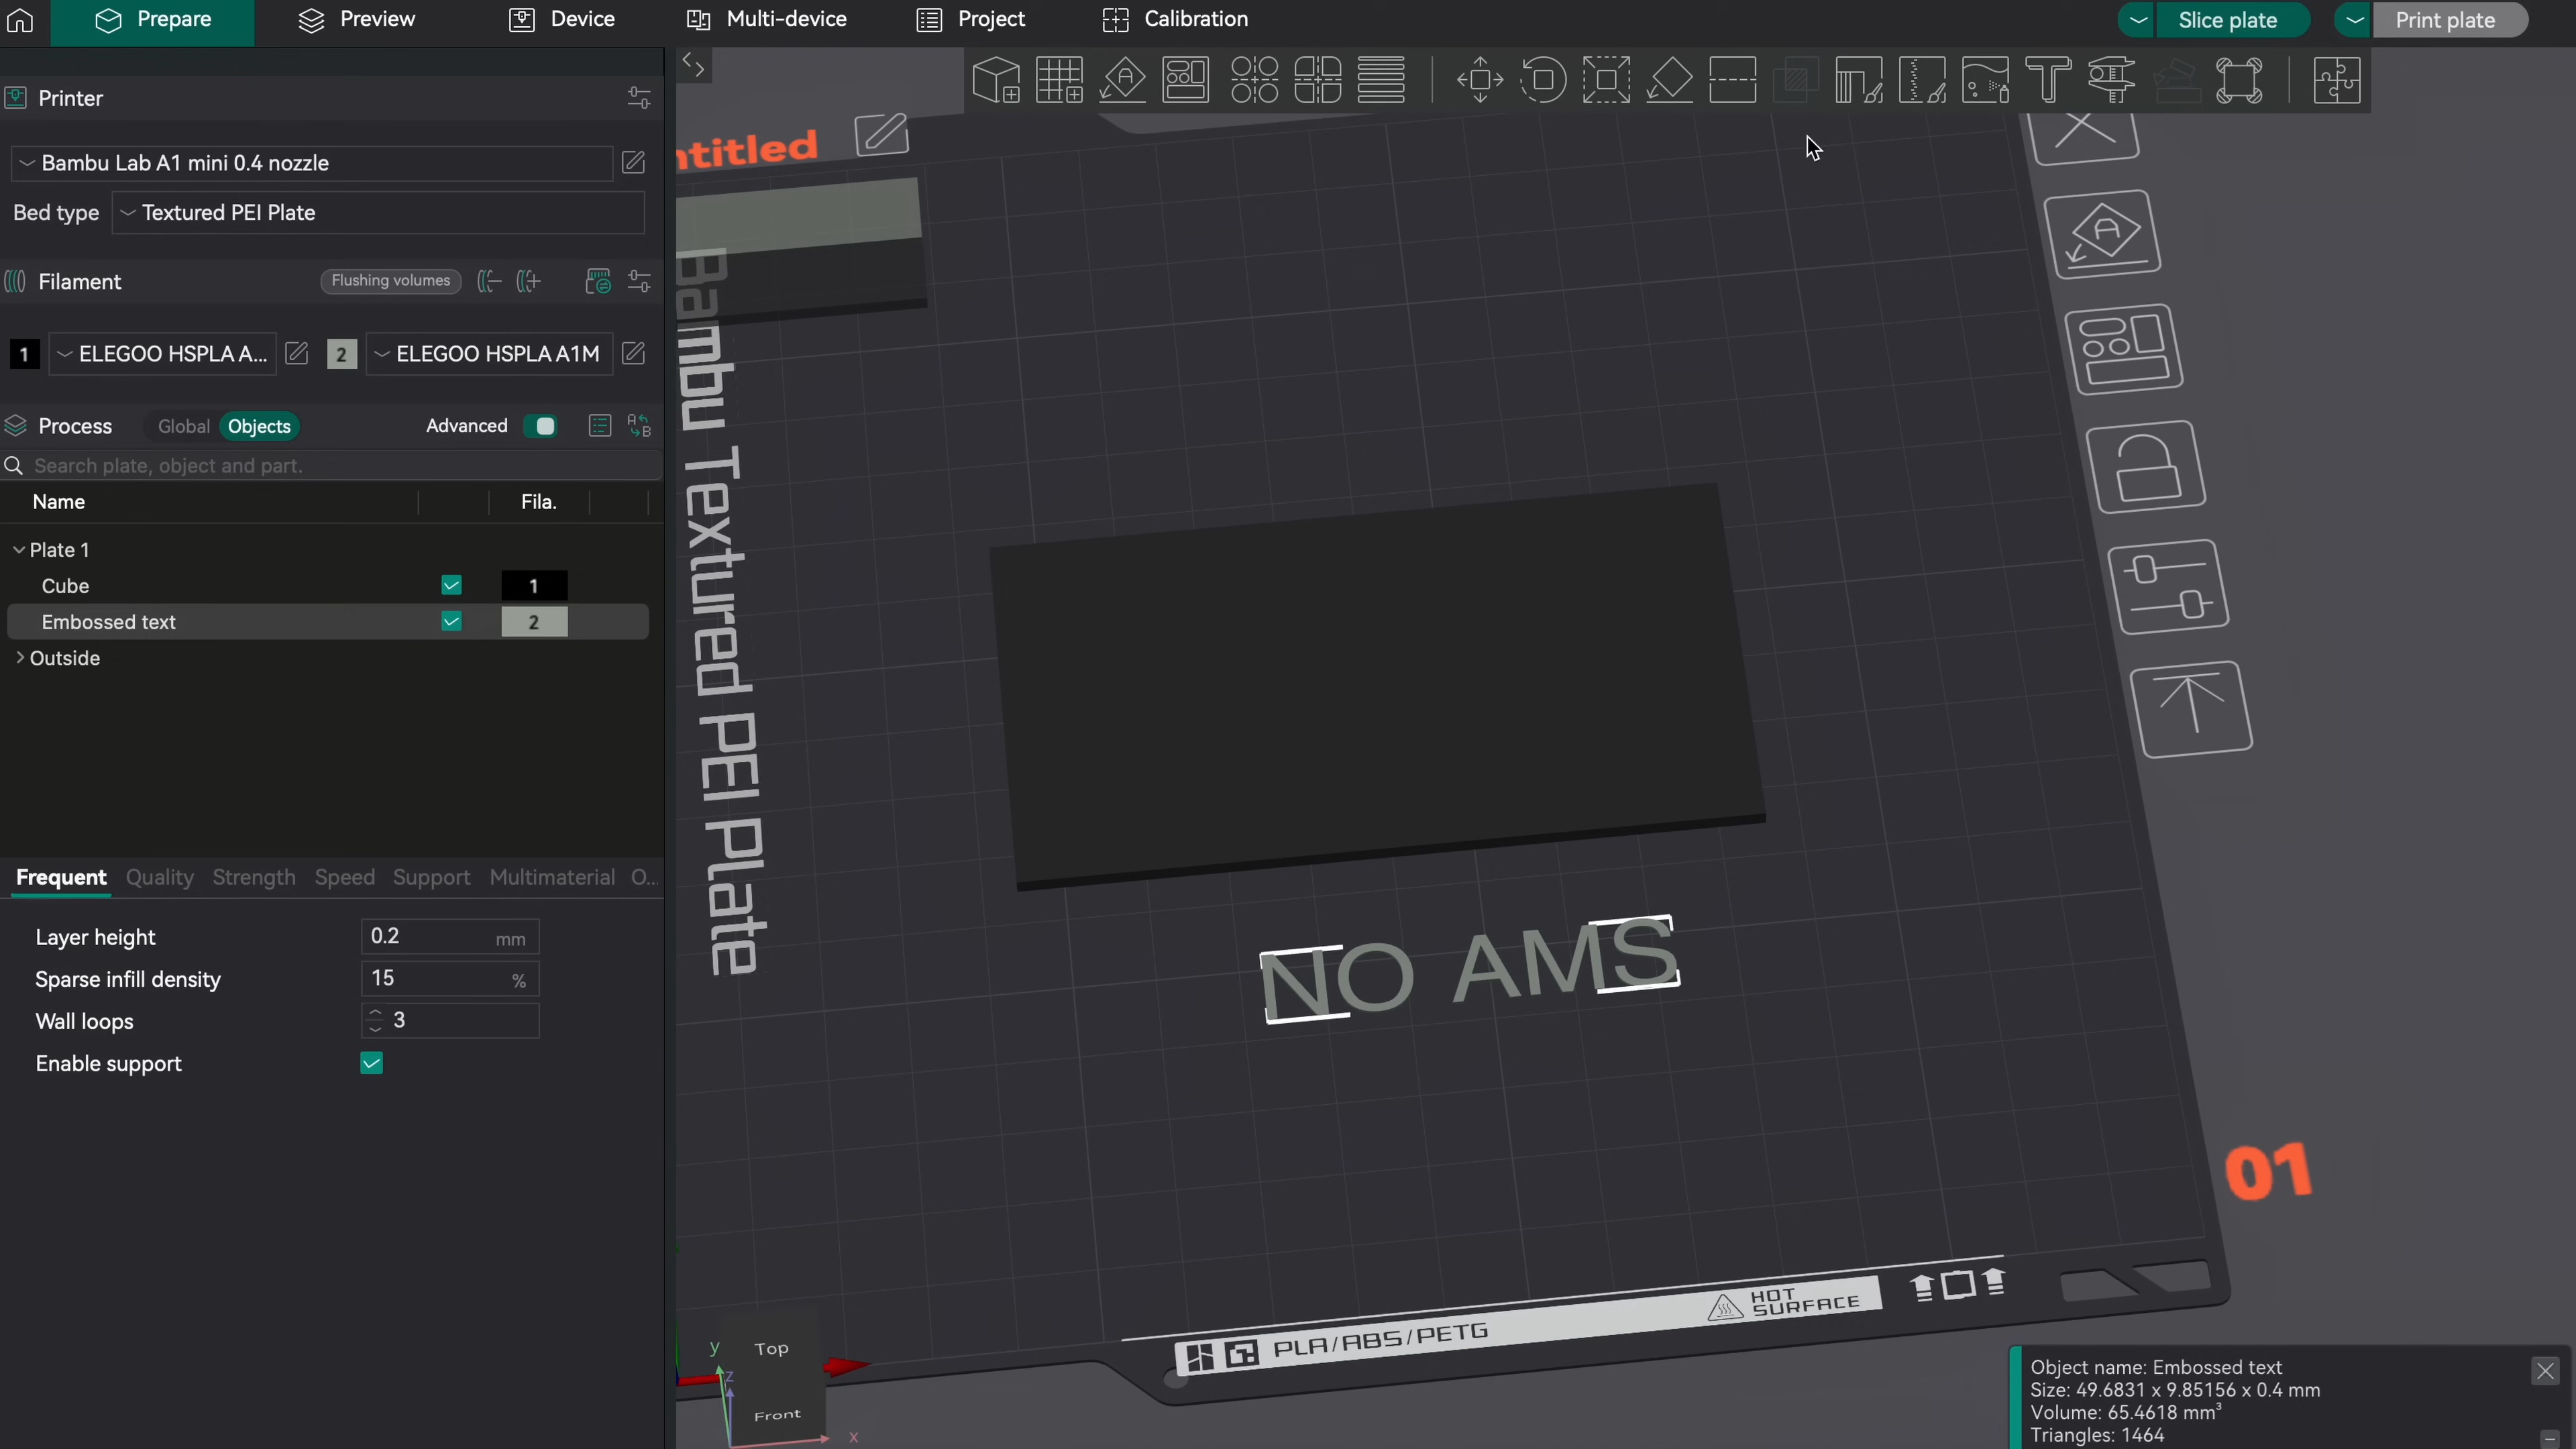 Prepare
Preview
Device
Multi-device
Project
Calibration
Slice plate
Print plate
Printer
Bambu Lab A1 mini 0.4 nozzle
Bed type
Textured PEI Plate
Filament
Flushing volumes
1
ELEGOO HSPLA A...
2
ELEGOO HSPLA A1M
Process
Global
Objects
Advanced
Search plate, object and part.
Name
Fila.
Plate 1
Cube
1
Embossed text
2
Outside
Frequent
Quality
Strength
Speed
Support
Multimaterial
O...
Layer height
0.2
mm
Sparse infill density
15
%
Wall loops
3
Enable support
ntitled
Bambu Textured PEI Plate
NO AMS
01
PLA/ABS/PETG
HOT
SURFACE
y
Top
z
Front
x
Object name: Embossed text
Size: 49.6831 x 9.85156 x 0.4 mm
Volume: 65.4618 mm³
Triangles: 1464